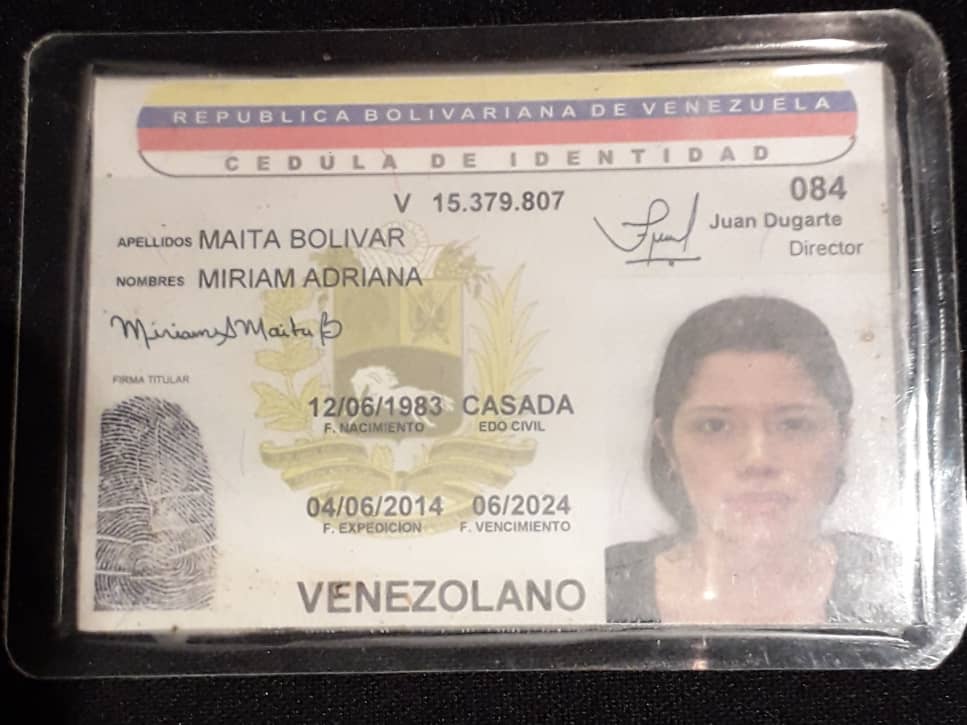 REPUBLICA BOLIVARIANA DE VENEZUELA
CEDULA DE IDENTIDAD
V 15.379.807
084
Juan Dugarte
Director
APELLIDOS MAITA BOLIVAR
NOMBRES MIRIAM ADRIANA
Miriam A Maita B
FIRMA TITULAR
12/06/1983 CASADA
F. NACIMIENTO EDO CIVIL
04/06/2014 06/2024
F. EXPEDICION F. VENCIMIENTO
VENEZOLANO